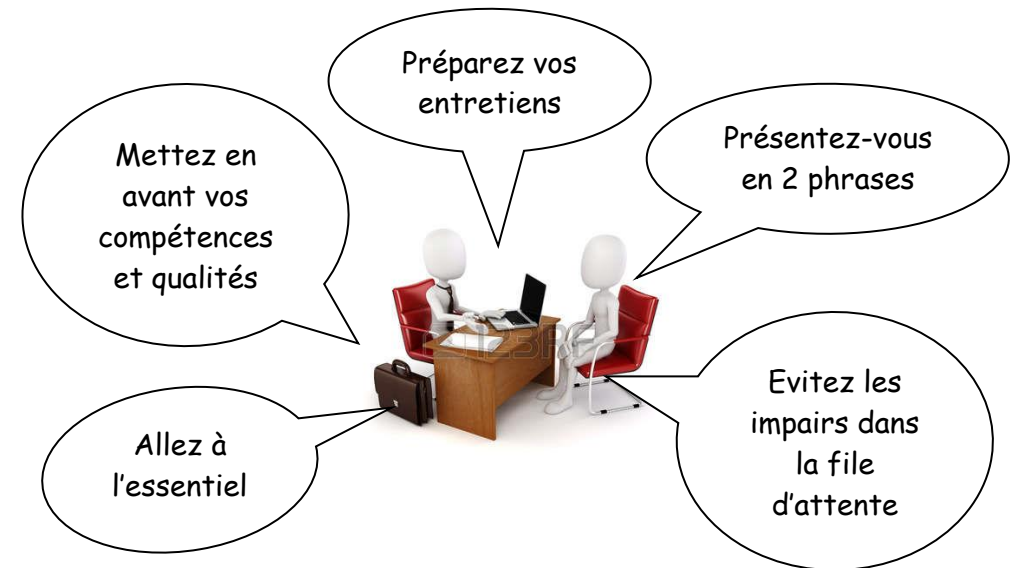 Préparez vos
entretiens
Mettez en
avant vos
compétences
et qualités
Présentez-vous
en 2 phrases
Allez à
l'essentiel
Evitez les
impairs dans
la file
d'attente